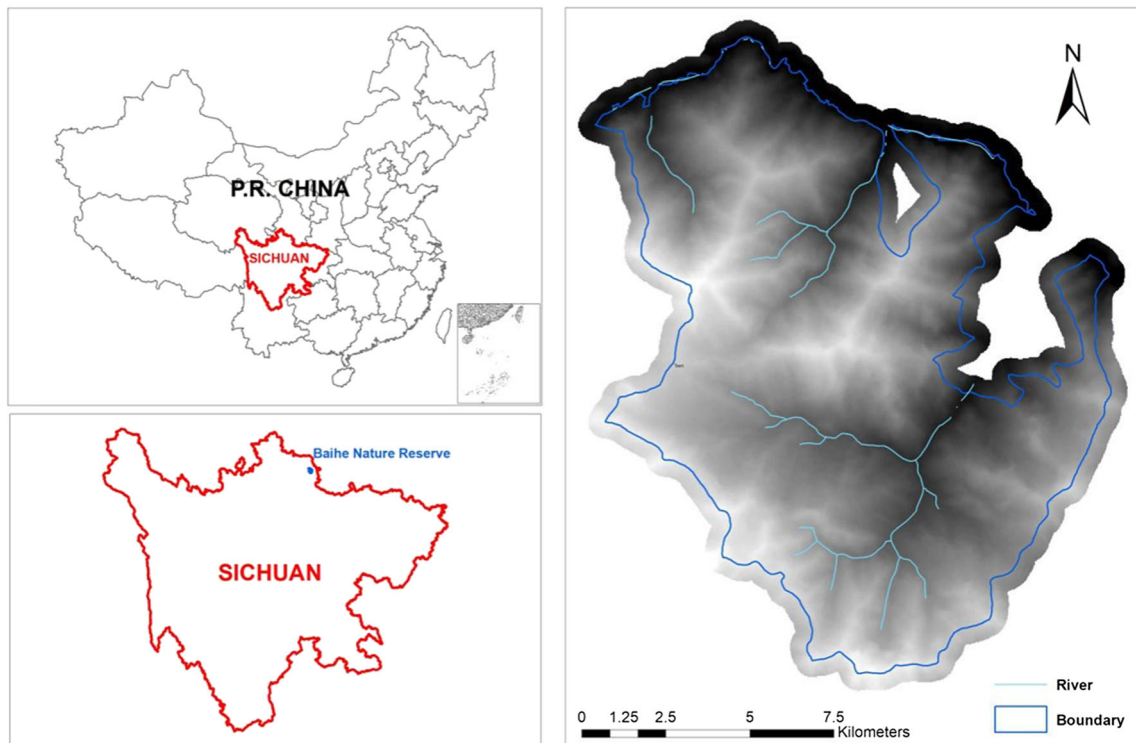 P.R. CHINA
SICHUAN
Baihe Nature Reserve
SICHUAN
N
River
Boundary
0 1.25 2.5 5 7.5
Kilometers